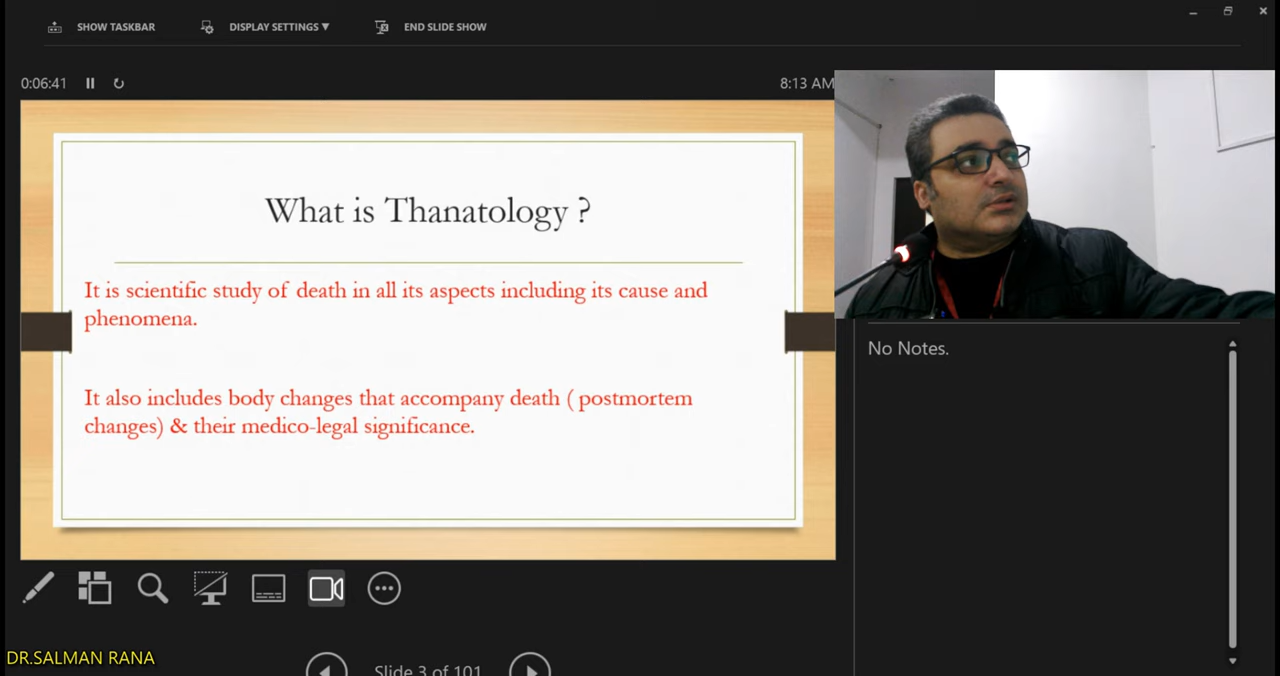 SHOW TASKBAR
DISPLAY SETTINGS ▼
END SLIDE SHOW
0:06:41
8:13 AM
What is Thanatology ?
It is scientific study of death in all its aspects including its cause and
phenomena.
It also includes body changes that accompany death ( postmortem
changes) & their medico-legal significance.
No Notes.
DR.SALMAN RANA
Slide 3 of 101